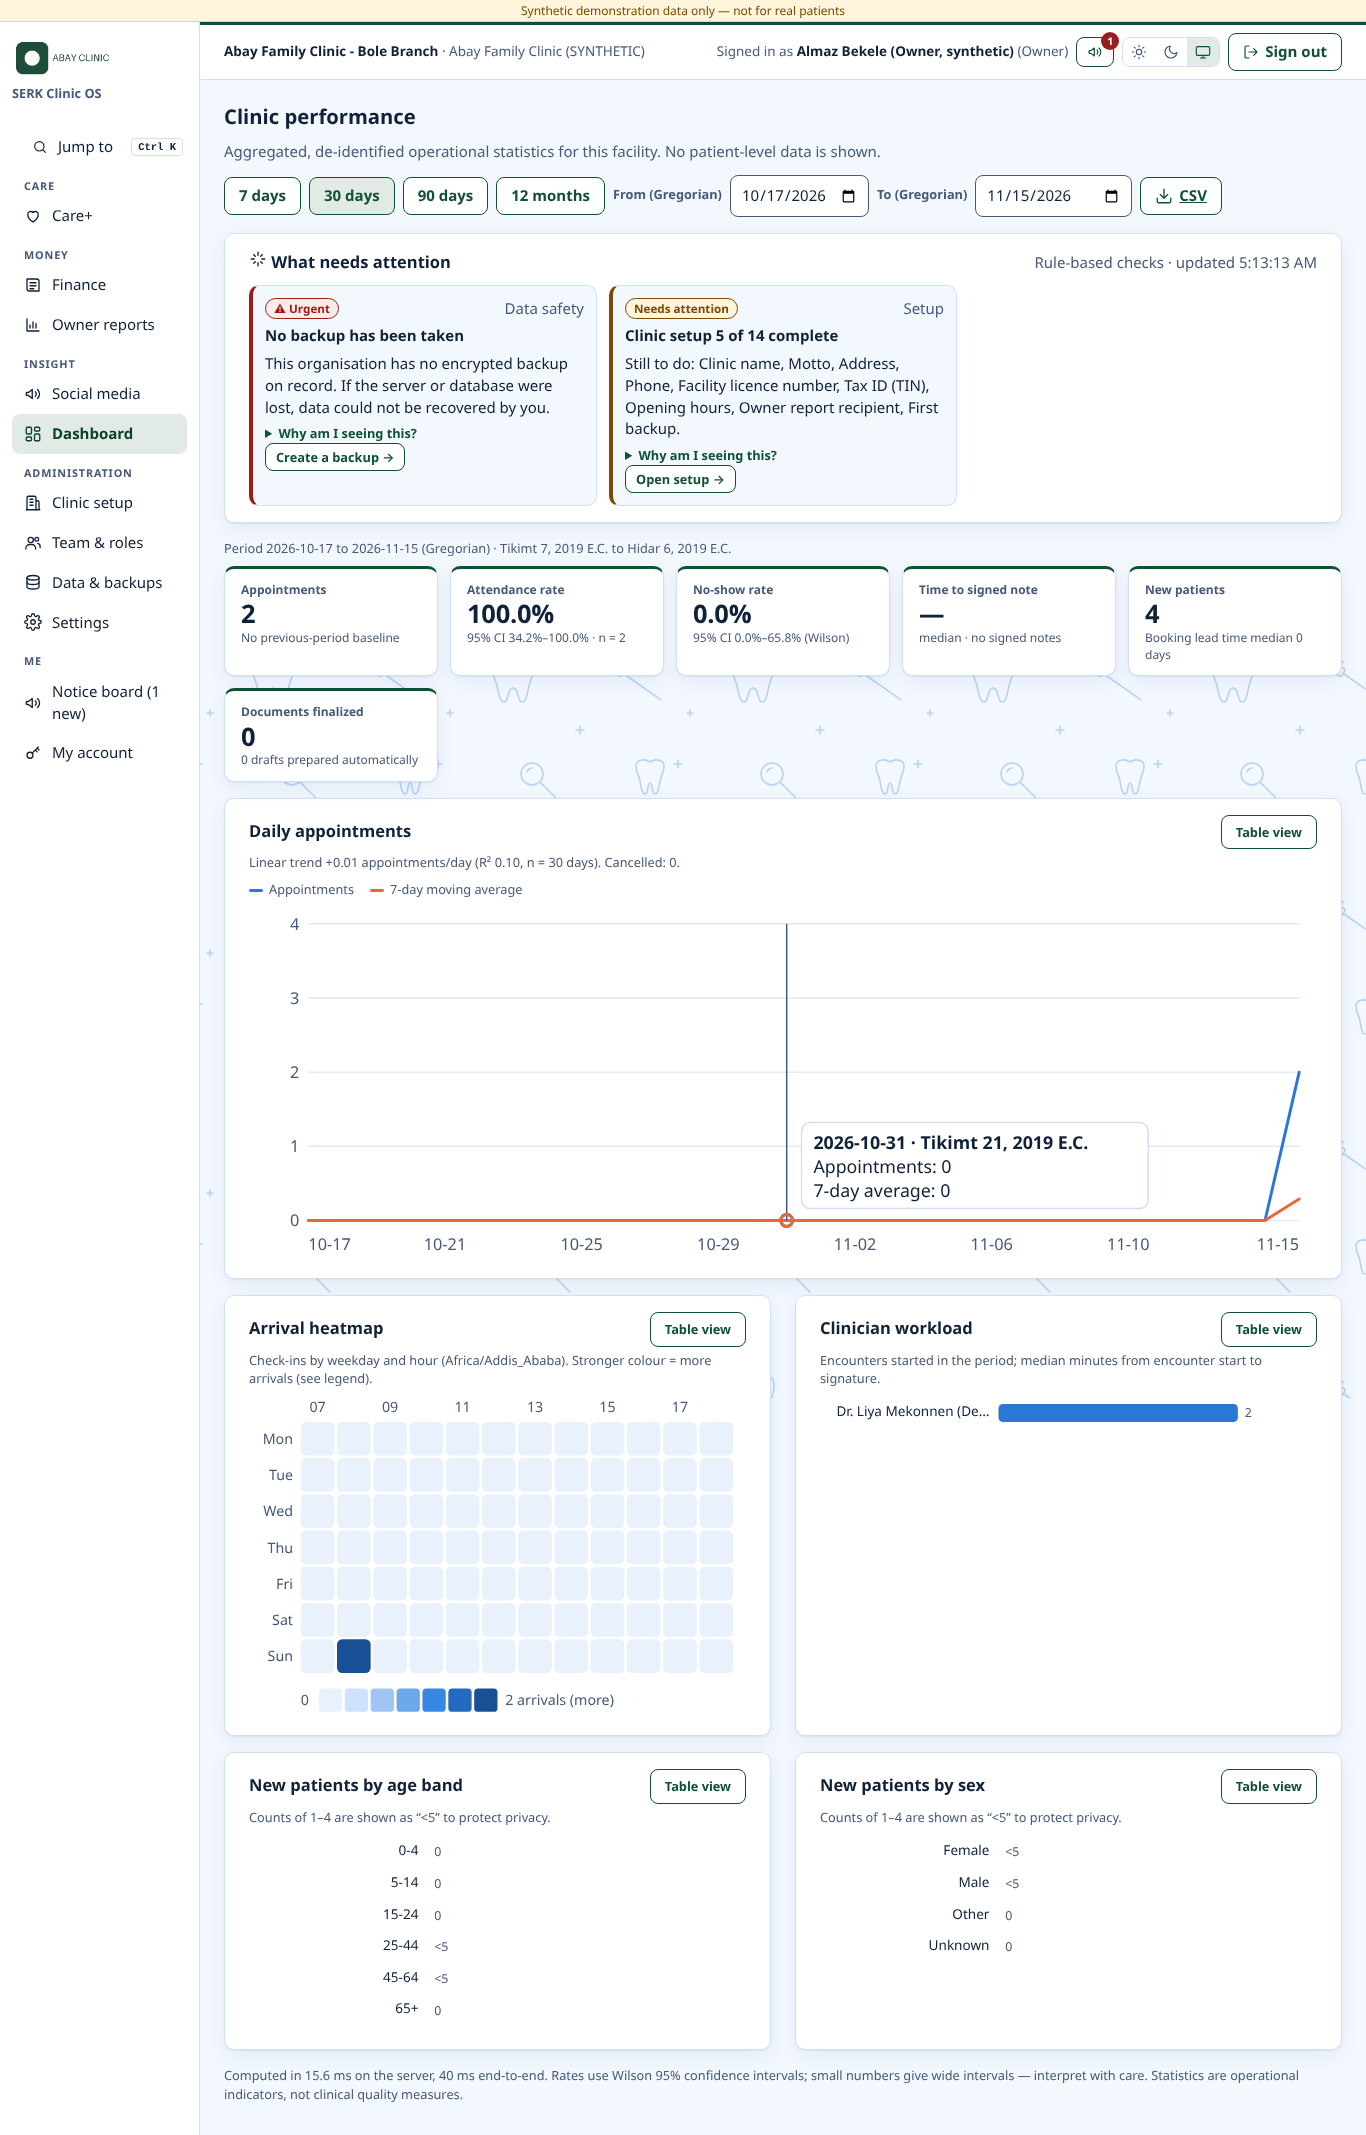 Synthetic demonstration data only — not for real patients
ABAY CLINIC
SERK Clinic OS
Jump to Ctrl K
CARE
Care+
MONEY
Finance
Owner reports
INSIGHT
Social media
Dashboard
ADMINISTRATION
Clinic setup
Team & roles
Data & backups
Settings
ME
Notice board (1
new)
My account
Abay Family Clinic - Bole Branch · Abay Family Clinic (SYNTHETIC)
Signed in as Almaz Bekele (Owner, synthetic) (Owner)
1
Sign out
Clinic performance
Aggregated, de-identified operational statistics for this facility. No patient-level data is shown.
7 days 30 days 90 days 12 months From (Gregorian) 10/17/2026 To (Gregorian) 11/15/2026 CSV
What needs attention
Rule-based checks · updated 5:13:13 AM
Urgent Data safety
No backup has been taken
This organisation has no encrypted backup
on record. If the server or database were
lost, data could not be recovered by you.
Why am I seeing this?
Create a backup →
Needs attention Setup
Clinic setup 5 of 14 complete
Still to do: Clinic name, Motto, Address,
Phone, Facility licence number, Tax ID (TIN),
Opening hours, Owner report recipient, First
backup.
Why am I seeing this?
Open setup →
Period 2026-10-17 to 2026-11-15 (Gregorian) · Tikimt 7, 2019 E.C. to Hidar 6, 2019 E.C.
Appointments
2
No previous-period baseline
Attendance rate
100.0%
95% CI 34.2%–100.0% · n = 2
No-show rate
0.0%
95% CI 0.0%–65.8% (Wilson)
Time to signed note
—
median · no signed notes
New patients
4
Booking lead time median 0
days
Documents finalized
0
0 drafts prepared automatically
Daily appointments
Table view
Linear trend +0.01 appointments/day (R² 0.10, n = 30 days). Cancelled: 0.
Appointments 7-day moving average
4
3
2
1
0
2026-10-31 · Tikimt 21, 2019 E.C.
Appointments: 0
7-day average: 0
10-17 10-21 10-25 10-29 11-02 11-06 11-10 11-15
Arrival heatmap
Table view
Check-ins by weekday and hour (Africa/Addis_Ababa). Stronger colour = more
arrivals (see legend).
07 09 11 13 15 17
Mon
Tue
Wed
Thu
Fri
Sat
Sun
0 2 arrivals (more)
Clinician workload
Table view
Encounters started in the period; median minutes from encounter start to
signature.
Dr. Liya Mekonnen (De... 2
New patients by age band
Table view
Counts of 1–4 are shown as “<5” to protect privacy.
0-4 0
5-14 0
15-24 0
25-44 <5
45-64 <5
65+ 0
New patients by sex
Table view
Counts of 1–4 are shown as “<5” to protect privacy.
Female <5
Male <5
Other 0
Unknown 0
Computed in 15.6 ms on the server, 40 ms end-to-end. Rates use Wilson 95% confidence intervals; small numbers give wide intervals — interpret with care. Statistics are operational
indicators, not clinical quality measures.